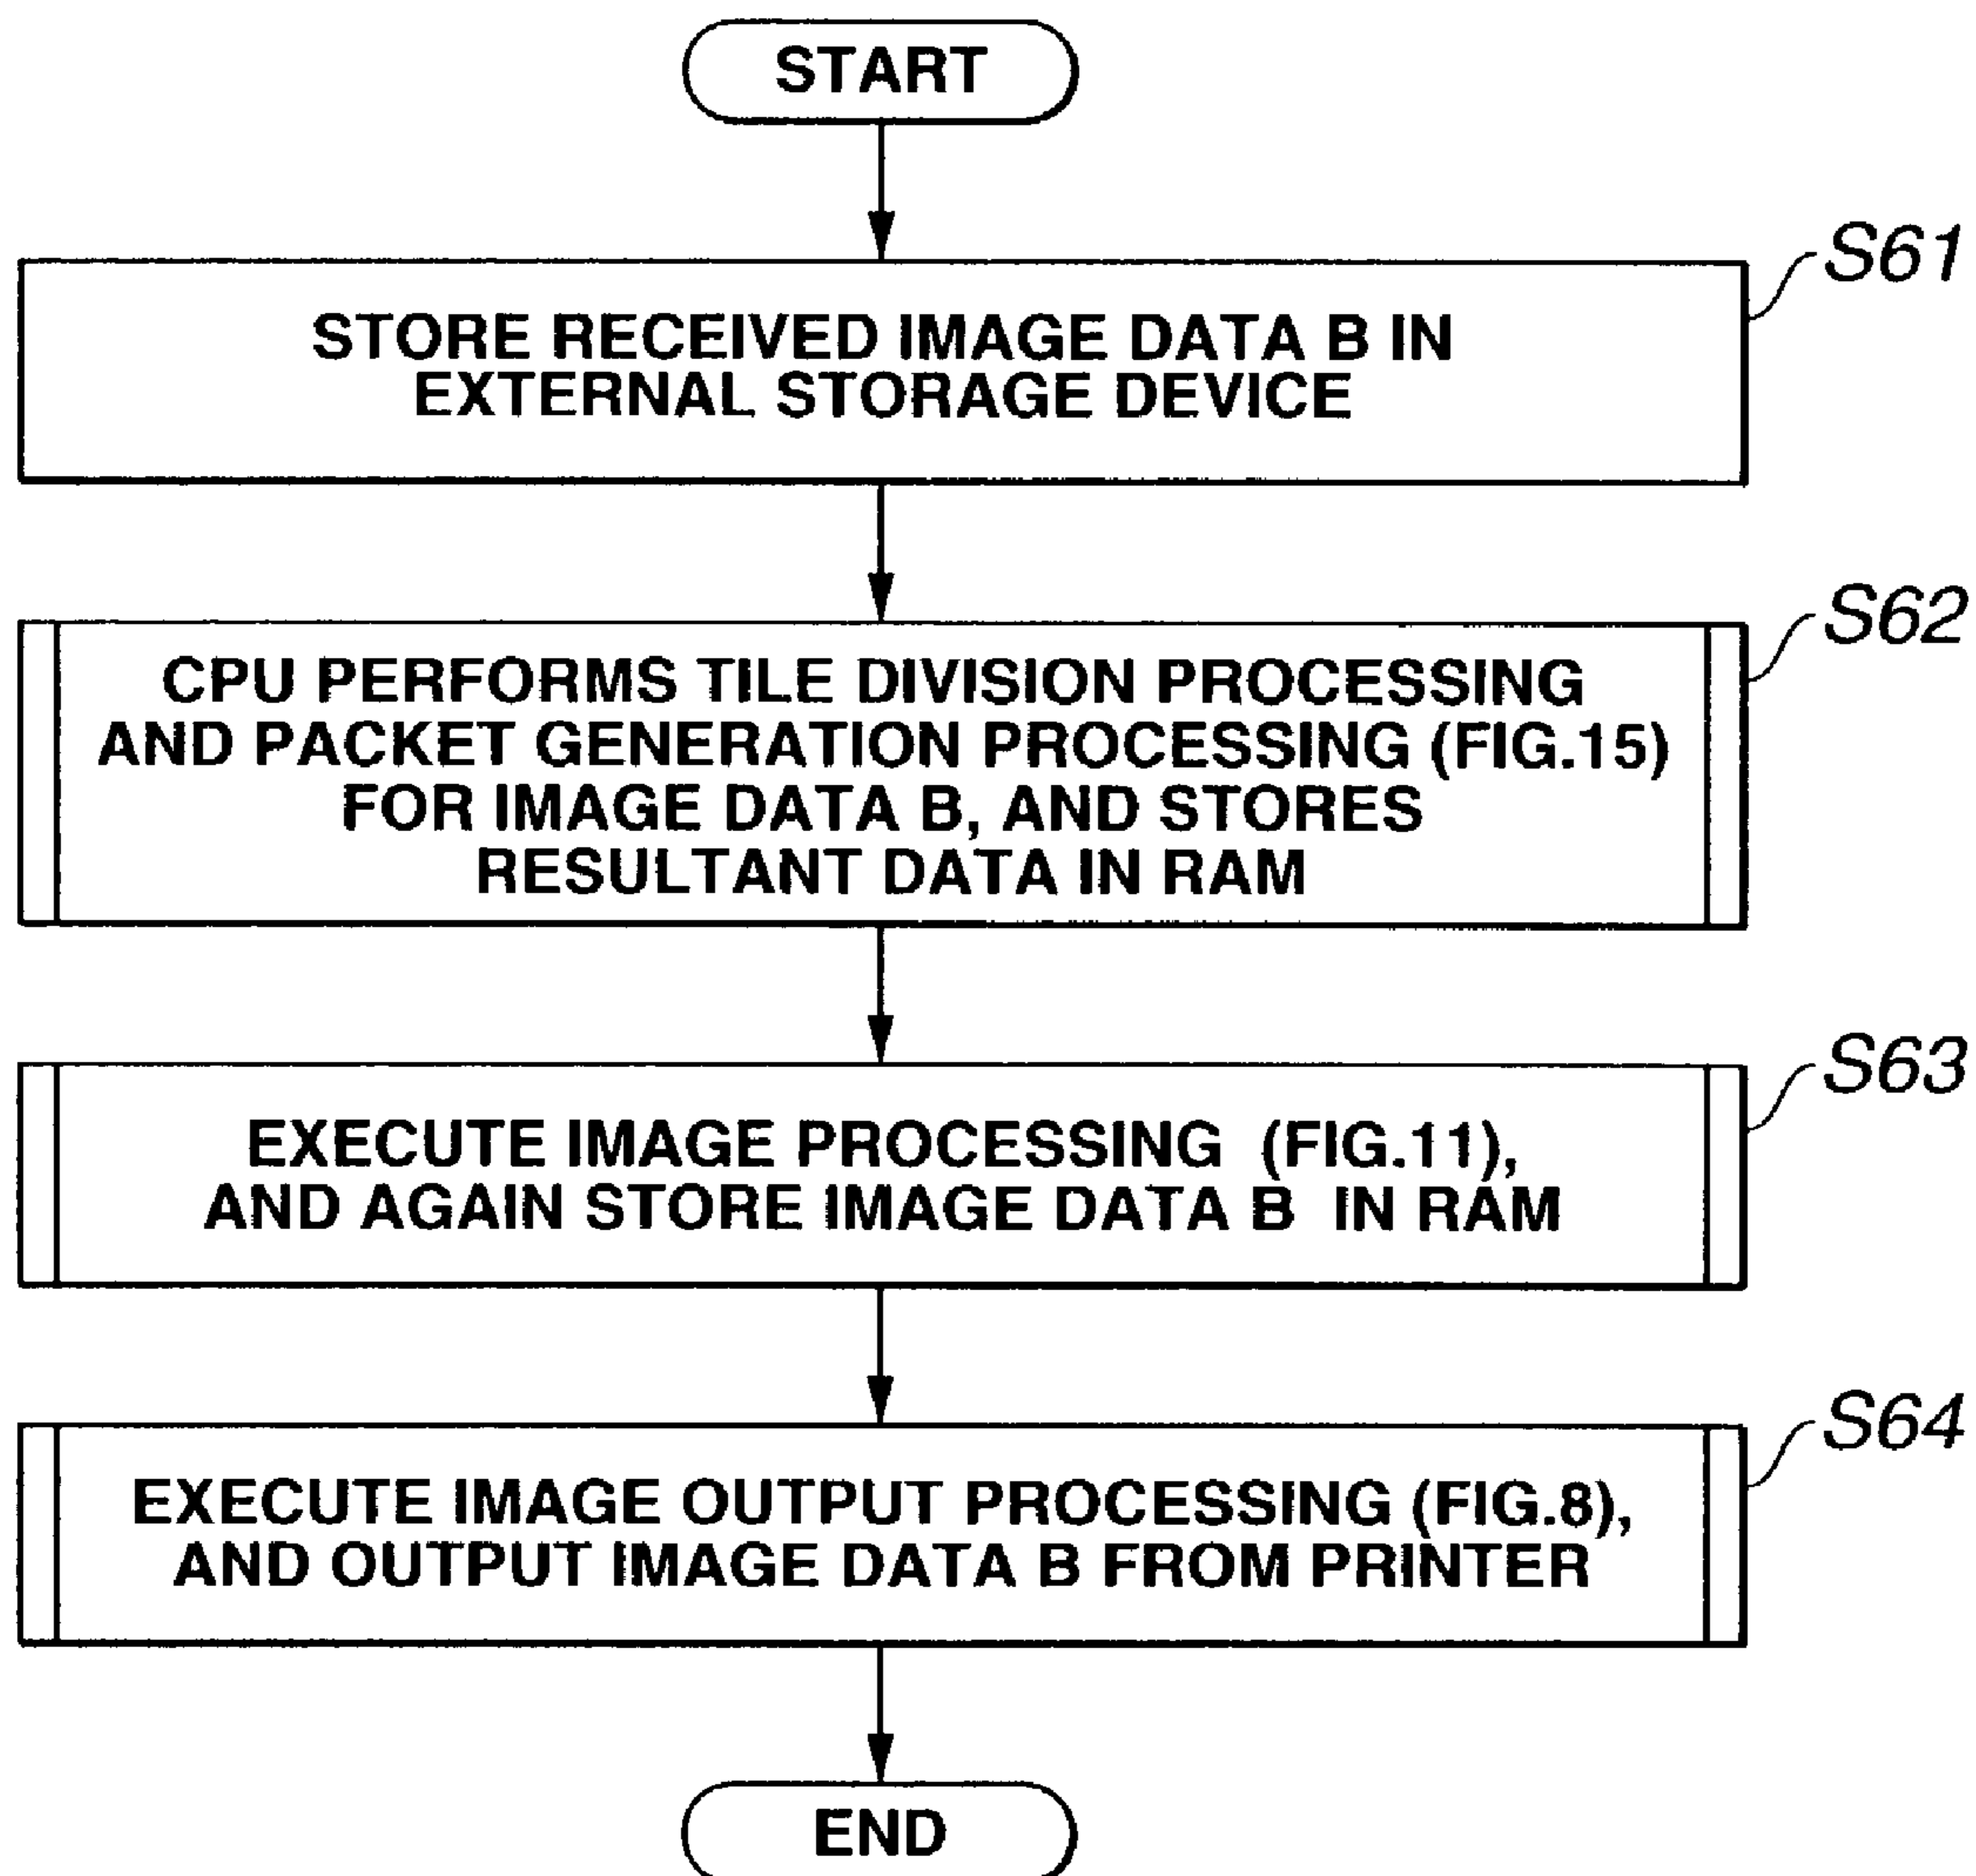 START
S61
STORE RECEIVED IMAGE DATA B IN
EXTERNAL STORAGE DEVICE
S62
CPU PERFORMS TILE DIVISION PROCESSING
AND PACKET GENERATION PROCESSING (FIG.15)
FOR IMAGE DATA B, AND STORES
RESULTANT DATA IN RAM
S63
EXECUTE IMAGE PROCESSING (FIG.11),
AND AGAIN STORE IMAGE DATA B IN RAM
S64
EXECUTE IMAGE OUTPUT PROCESSING (FIG.8),
AND OUTPUT IMAGE DATA B FROM PRINTER
END